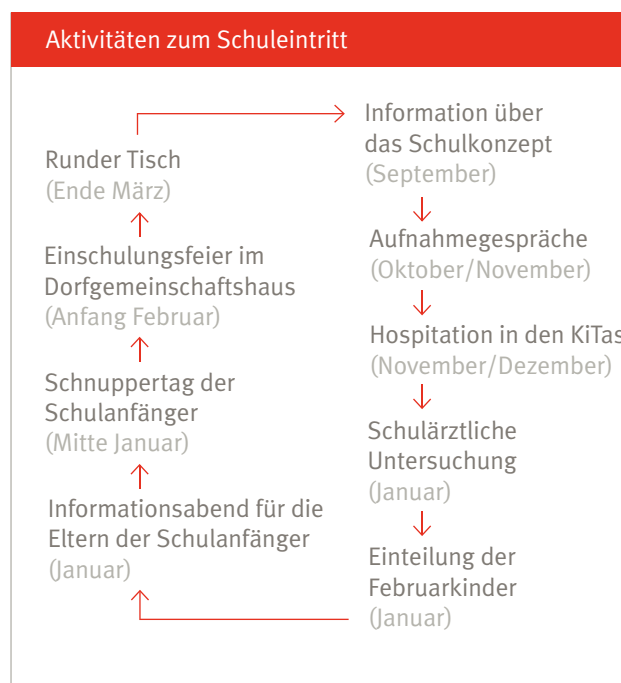 Aktivitäten zum Schuleintritt
Information über
das Schulkonzept
(September)
Aufnahmegespräche
(Oktober/November)
Hospitation in den KiTas
(November/Dezember)
Schulärztliche
Untersuchung
(Januar)
Einteilung der
Februarkinder
(Januar)
Informationsabend für die
Eltern der Schulanfänger
(Januar)
Schnuppertag der
Schulanfänger
(Mitte Januar)
Einschulungsfeier im
Dorfgemeinschaftshaus
(Anfang Februar)
Runder Tisch
(Ende März)